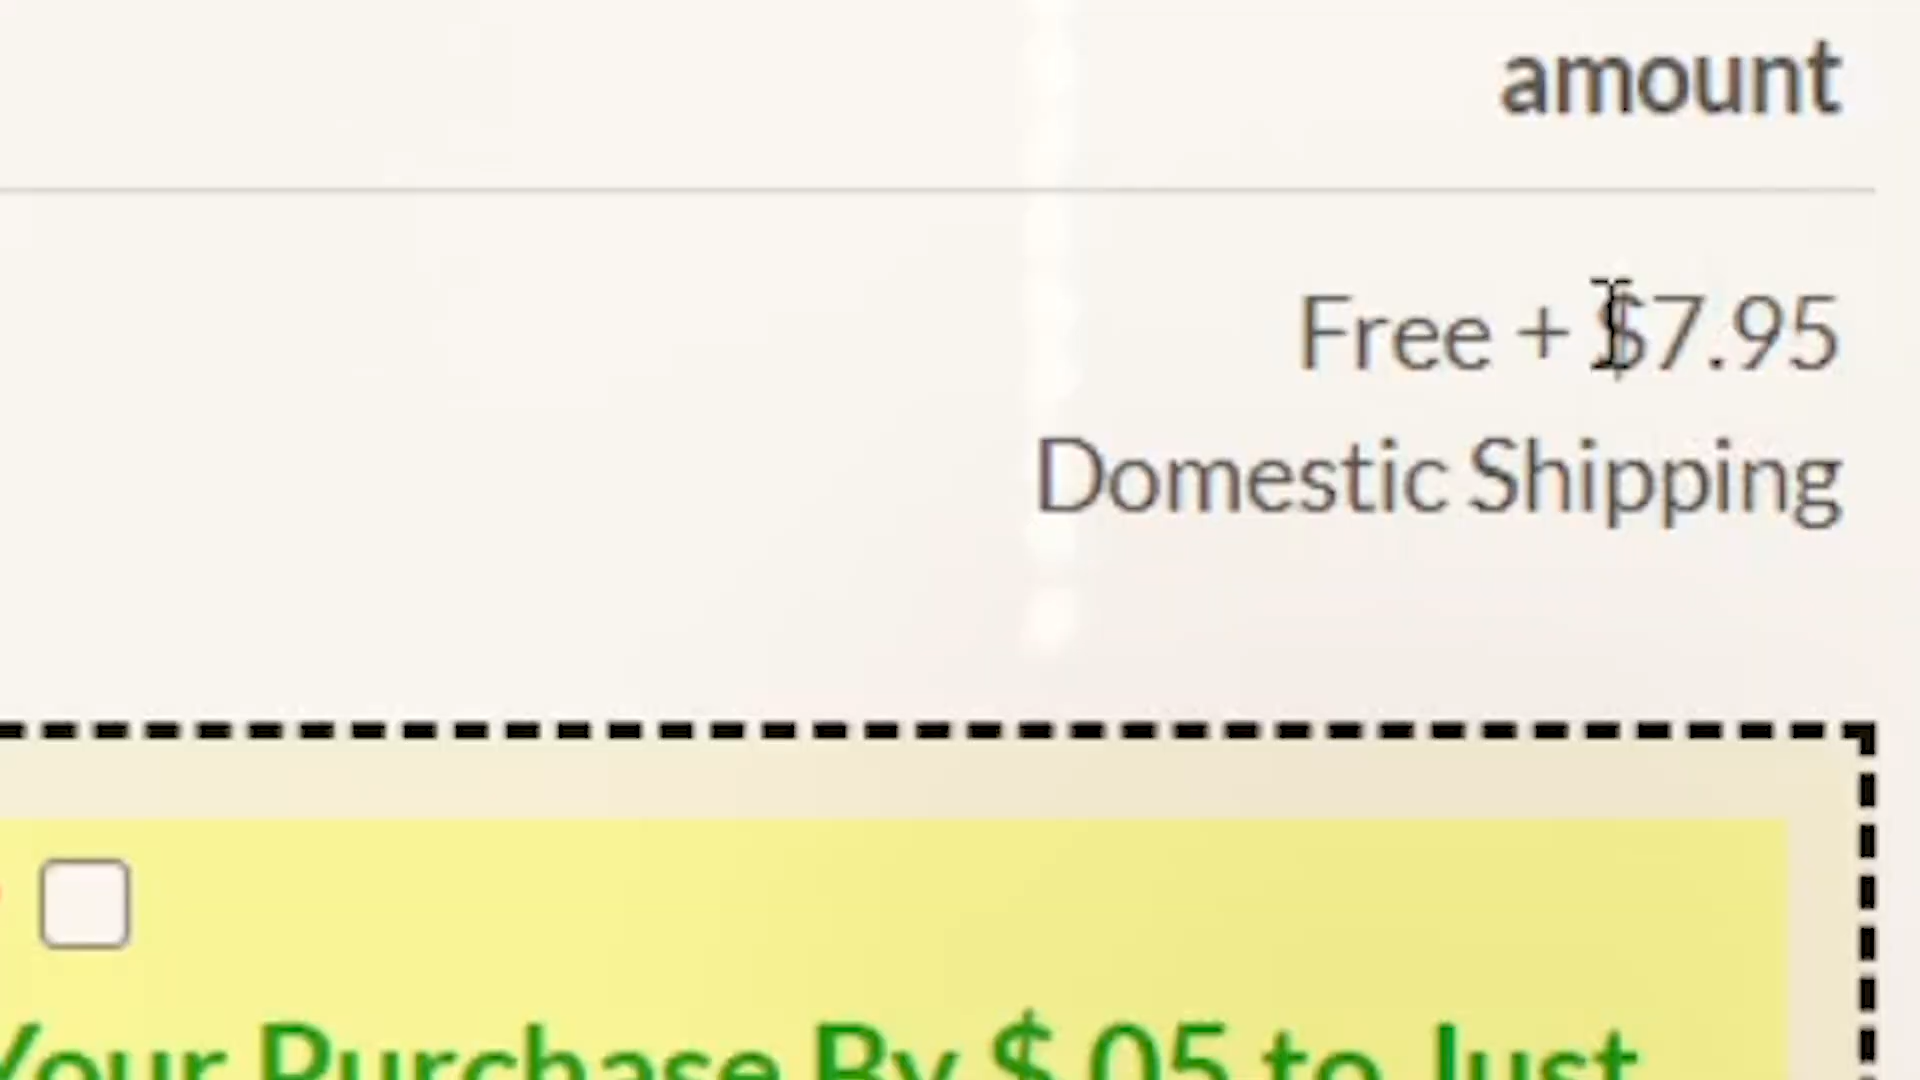 amount
Free + $7.95
Domestic Shipping
Your Purchase By $.05 to Just